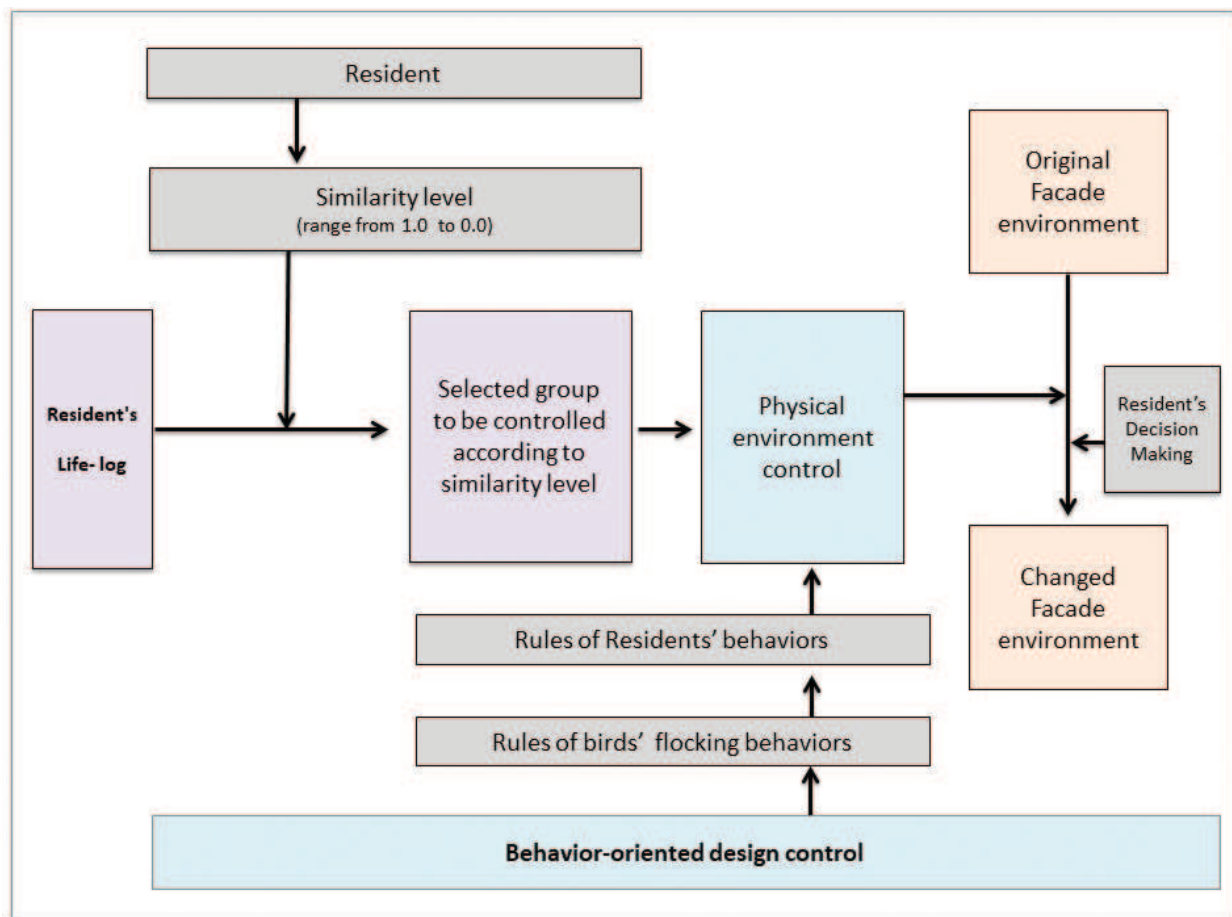 Resident
Similarity level
(range from 1.0 to 0.0)
Original
Facade
environment
Resident's
Life- log
Selected group
to be controlled
according to
similarity level
Physical
environment
control
Resident's
Decision
Making
Changed
Facade
environment
Rules of Residents' behaviors
Rules of birds' flocking behaviors
Behavior-oriented design control